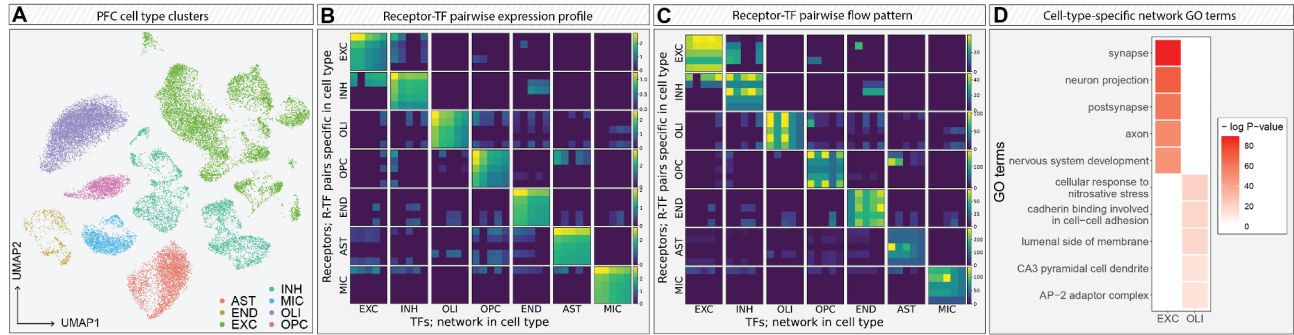 A
PFC cell type clusters
UMAP2
UMAP1
AST
END
EXC
INH
MIC
OLI
OPC
B
Receptor-TF pairwise expression profile
Receptors; R-TF pairs specific in cell type
EXC
INH
OLI
OPC
END
AST
MIC
EXC INH OLI OPC END AST MIC
TFs; network in cell type
C
Receptor-TF pairwise flow pattern
Receptors; R-TF pairs specific in cell type
EXC
INH
OLI
OPC
END
AST
MIC
EXC INH OLI OPC END AST MIC
TFs; network in cell type
D
Cell-type-specific network GO terms
GO terms
synapse
neuron projection
postsynapse
axon
nervous system development
cellular response to
nitrosative stress
cadherin binding involved
in cell-cell adhesion
lumenal side of membrane
CA3 pyramidal cell dendrite
AP-2 adaptor complex
EXC OLI
− log P-value
80
60
40
20
0